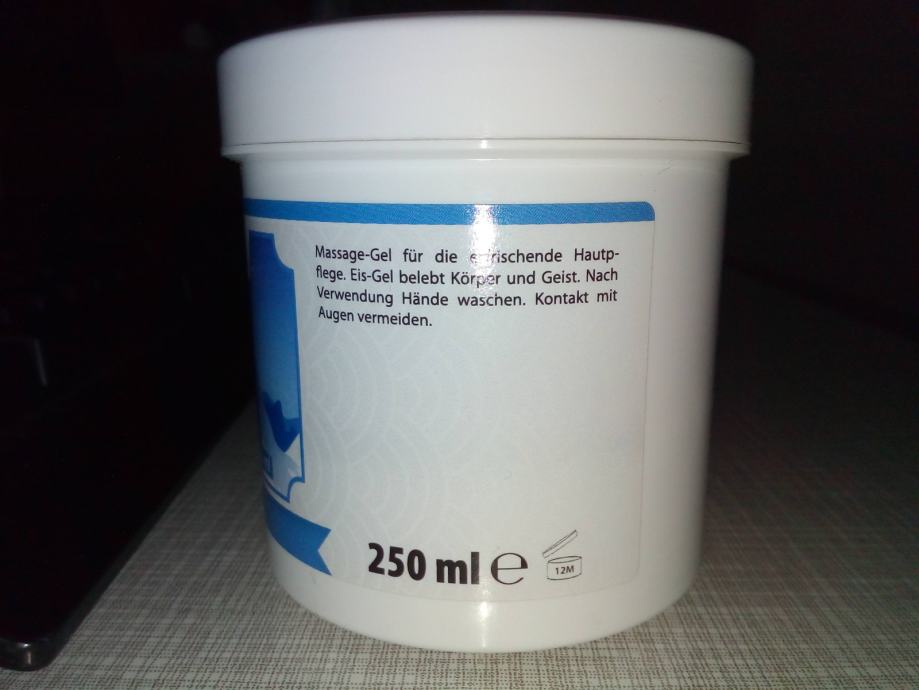 Massage-Gel für die erfrischende Hautp-
flege. Eis-Gel belebt Körper und Geist. Nach
Verwendung Hände waschen. Kontakt mit
Augen vermeiden.
250 ml ℮
12M